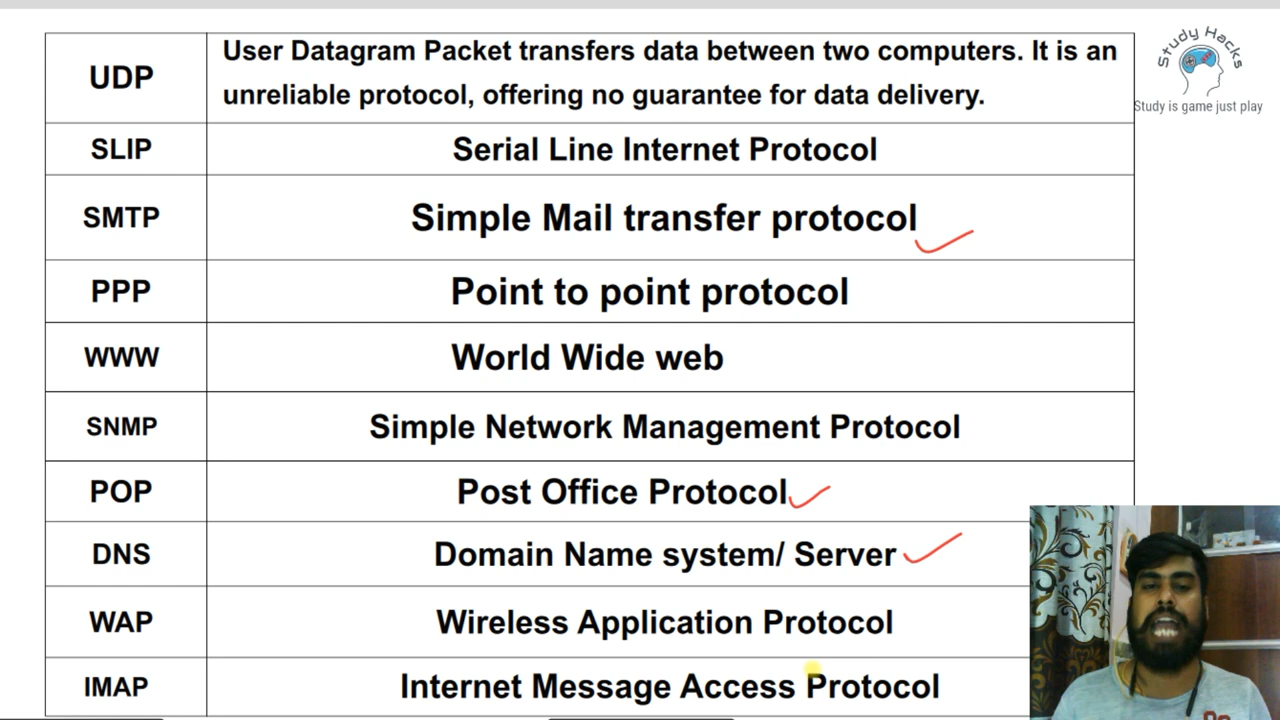 UDP
User Datagram Packet transfers data between two computers. It is an
unreliable protocol, offering no guarantee for data delivery.
SLIP
Serial Line Internet Protocol
SMTP
Simple Mail transfer protocol
PPP
Point to point protocol
WWW
World Wide web
SNMP
Simple Network Management Protocol
POP
Post Office Protocol
DNS
Domain Name system/ Server
WAP
Wireless Application Protocol
IMAP
Internet Message Access Protocol
Study Hacks
Study is game just play